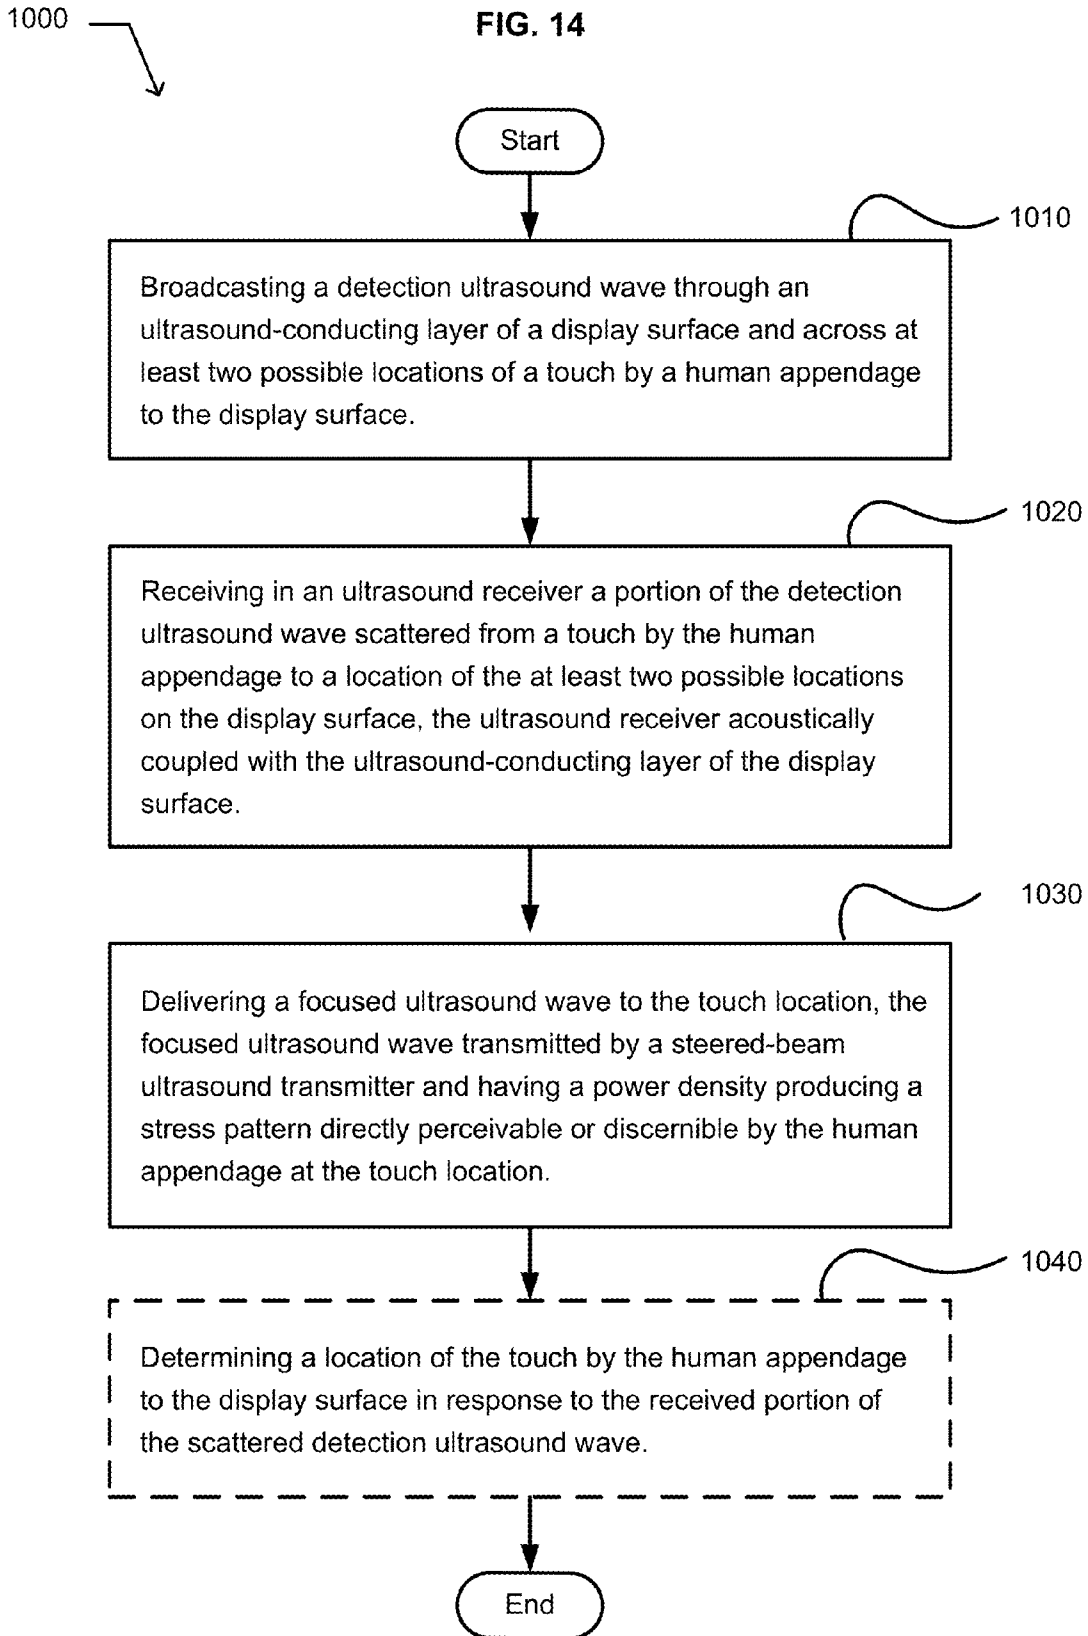 1000
FIG. 14
Start
1010
Broadcasting a detection ultrasound wave through an
ultrasound-conducting layer of a display surface and across at
least two possible locations of a touch by a human appendage
to the display surface.
1020
Receiving in an ultrasound receiver a portion of the detection
ultrasound wave scattered from a touch by the human
appendage to a location of the at least two possible locations
on the display surface, the ultrasound receiver acoustically
coupled with the ultrasound-conducting layer of the display
surface.
1030
Delivering a focused ultrasound wave to the touch location, the
focused ultrasound wave transmitted by a steered-beam
ultrasound transmitter and having a power density producing a
stress pattern directly perceivable or discernible by the human
appendage at the touch location.
1040
Determining a location of the touch by the human appendage
to the display surface in response to the received portion of
the scattered detection ultrasound wave.
End